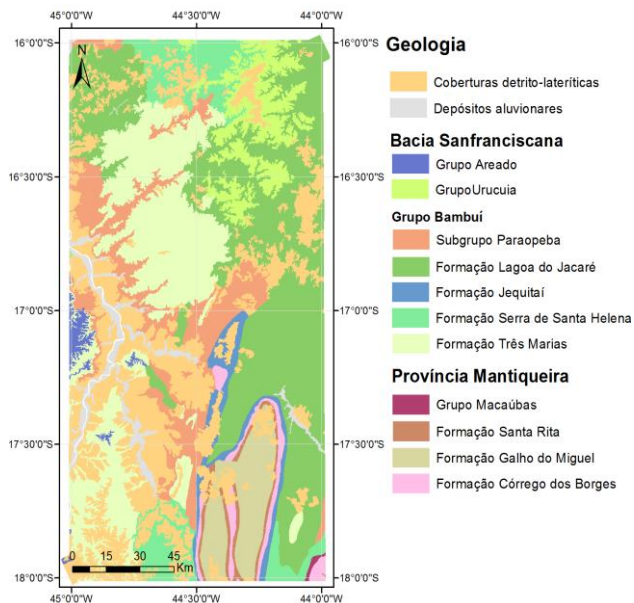 45°0'0"S 44°30'0"S 44°0'0"S
16°0'0"S
N
16°30'0"S
17°0'0"S
17°30'0"S
18°0'0"S
16°0'0"S
16°30'0"S
17°0'0"S
17°30'0"S
18°0'0"S
0 15 30 45
Km
45°0'0"S 44°30'0"S 44°0'0"S
Geologia
Coberturas detrito-lateríticas
Depósitos aluvionares
Bacia Sanfranciscana
Grupo Areado
GrupoUrucuia
Grupo Bambuí
Subgrupo Paraopeba
Formação Lagoa do Jacaré
Formação Jequitaí
Formação Serra de Santa Helena
Formação Três Marias
Província Mantiqueira
Grupo Macaúbas
Formação Santa Rita
Formação Galho do Miguel
Formação Córrego dos Borges